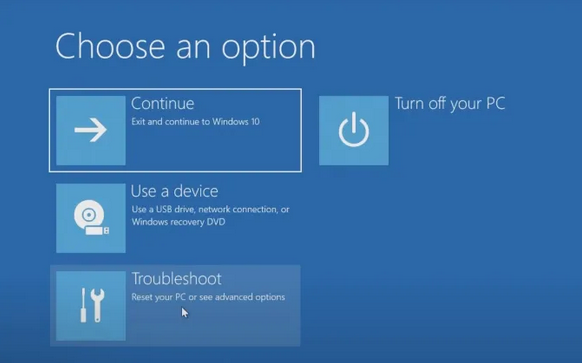 Choose an option
Continue
Exit and continue to Windows 10
Turn off your PC
Use a device
Use a USB drive, network connection, or
Windows recovery DVD
Troubleshoot
Reset your PC or see advanced options